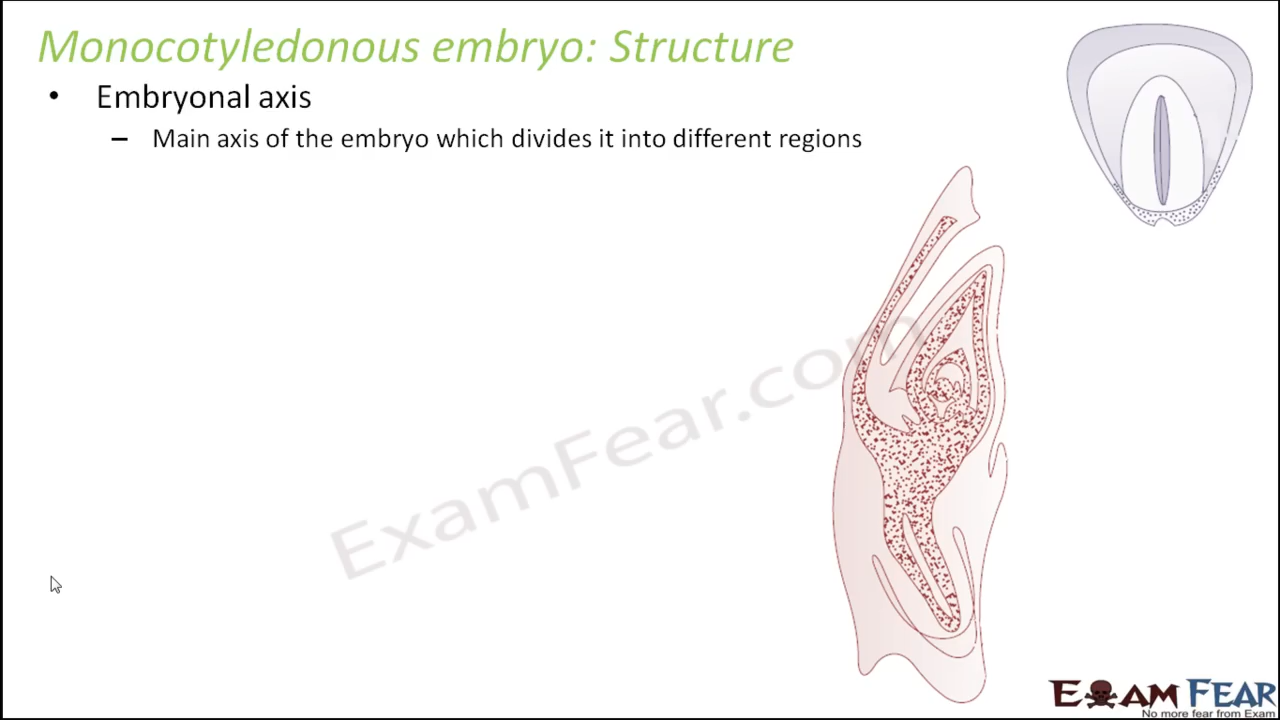 Monocotyledonous embryo: Structure
• Embryonal axis
– Main axis of the embryo which divides it into different regions
ExamFear.com
EXAM FEAR
No more fear from Exam